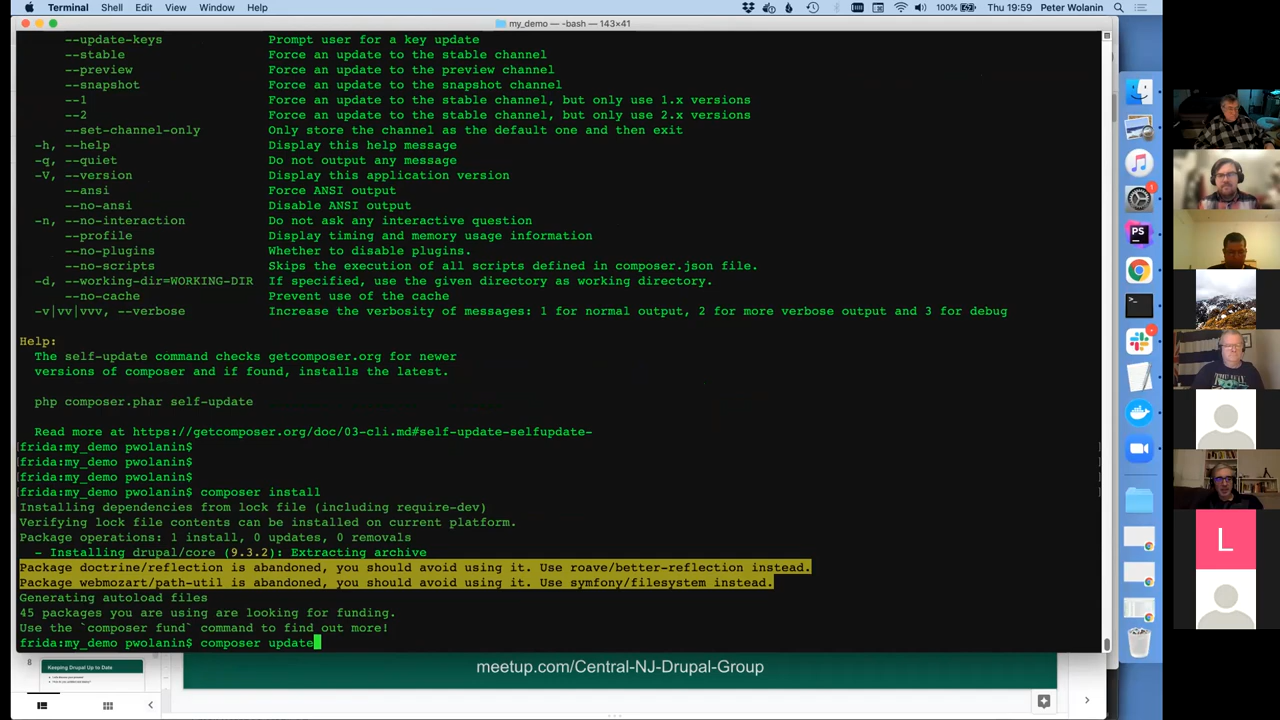 Terminal Shell Edit View Window Help 100% Thu 19:59 Peter Wolanin
my_demo — -bash — 143×41
--update-keys Prompt user for a key update
--stable Force an update to the stable channel
--preview Force an update to the preview channel
--snapshot Force an update to the snapshot channel
--1 Force an update to the stable channel, but only use 1.x versions
--2 Force an update to the stable channel, but only use 2.x versions
--set-channel-only Only store the channel as the default one and then exit
-h, --help Display this help message
-q, --quiet Do not output any message
-V, --version Display this application version
--ansi Force ANSI output
--no-ansi Disable ANSI output
-n, --no-interaction Do not ask any interactive question
--profile Display timing and memory usage information
--no-plugins Whether to disable plugins.
--no-scripts Skips the execution of all scripts defined in composer.json file.
-d, --working-dir=WORKING-DIR If specified, use the given directory as working directory.
--no-cache Prevent use of the cache
-v|vv|vvv, --verbose Increase the verbosity of messages: 1 for normal output, 2 for more verbose output and 3 for debug
Help:
The self-update command checks getcomposer.org for newer
versions of composer and if found, installs the latest.
php composer.phar self-update
Read more at https://getcomposer.org/doc/03-cli.md#self-update-selfupdate-
[frida:my_demo pwolanin$ ]
[frida:my_demo pwolanin$ ]
[frida:my_demo pwolanin$ ]
[frida:my_demo pwolanin$ composer install ]
Installing dependencies from lock file (including require-dev)
Verifying lock file contents can be installed on current platform.
Package operations: 1 install, 0 updates, 0 removals
- Installing drupal/core (9.3.2): Extracting archive
Package doctrine/reflection is abandoned, you should avoid using it. Use roave/better-reflection instead.
Package webmozart/path-util is abandoned, you should avoid using it. Use symfony/filesystem instead.
Generating autoload files
45 packages you are using are looking for funding.
Use the `composer fund` command to find out more!
frida:my_demo pwolanin$ composer update
8 Keeping Drupal Up to Date
meetup.com/Central-NJ-Drupal-Group
PS
L